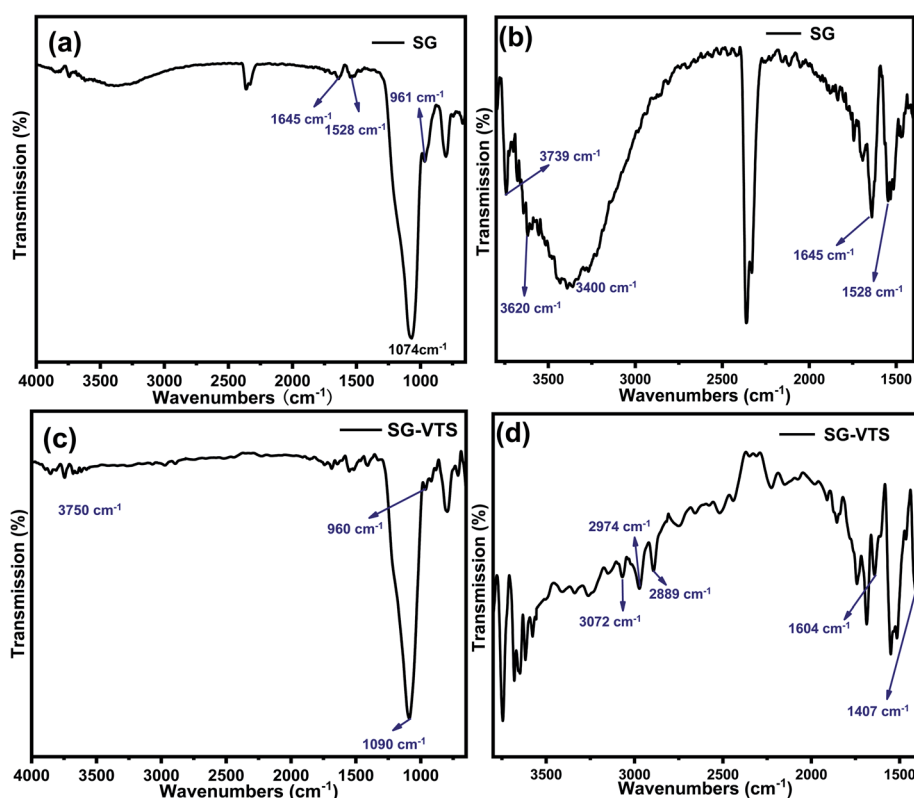 (a)
SG
961 cm⁻¹
1645 cm⁻¹
1528 cm⁻¹
1074cm⁻¹
Transmission (%)
4000 3500 3000 2500 2000 1500 1000
Wavenumbers (cm⁻¹)
(b)
SG
3739 cm⁻¹
3620 cm⁻¹
3400 cm⁻¹
1645 cm⁻¹
1528 cm⁻¹
Transmission (%)
3500 3000 2500 2000 1500
Wavenumbers (cm⁻¹)
(c)
SG-VTS
3750 cm⁻¹
960 cm⁻¹
1090 cm⁻¹
Transmission (%)
4000 3500 3000 2500 2000 1500 1000
Wavenumbers (cm⁻¹)
(d)
SG-VTS
2974 cm⁻¹
2889 cm⁻¹
3072 cm⁻¹
1604 cm⁻¹
1407 cm⁻¹
Transmission (%)
3500 3000 2500 2000 1500
Wavenumbers (cm⁻¹)